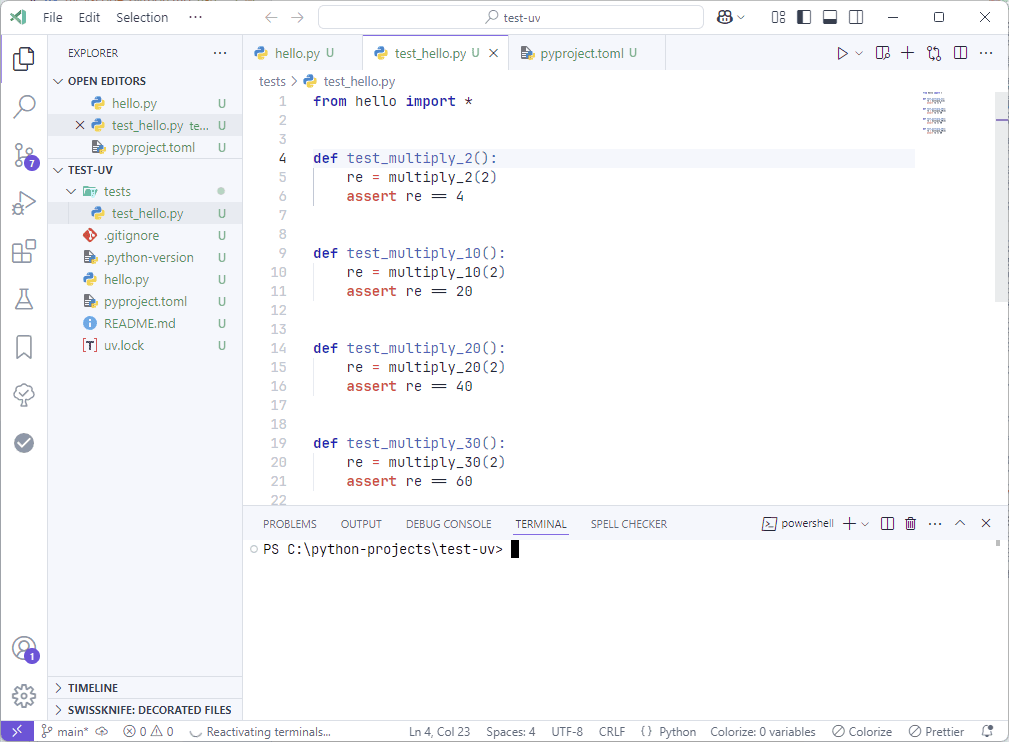 File Edit Selection ··· test-uv
EXPLORER ···
OPEN EDITORS
hello.py U
test_hello.py te... U
pyproject.toml U
TEST-UV
tests
test_hello.py U
.gitignore U
.python-version U
hello.py U
pyproject.toml U
README.md U
uv.lock U
TIMELINE
SWISSKNIFE: DECORATED FILES
7
1
hello.py U test_hello.py U pyproject.toml U
tests > test_hello.py
1 from hello import *
2
3
4 def test_multiply_2():
5 re = multiply_2(2)
6 assert re == 4
7
8
9 def test_multiply_10():
10 re = multiply_10(2)
11 assert re == 20
12
13
14 def test_multiply_20():
15 re = multiply_20(2)
16 assert re == 40
17
18
19 def test_multiply_30():
20 re = multiply_30(2)
21 assert re == 60
22
PROBLEMS OUTPUT DEBUG CONSOLE TERMINAL SPELL CHECKER powershell
PS C:\python-projects\test-uv>
main* 0 0 Reactivating terminals... Ln 4, Col 23 Spaces: 4 UTF-8 CRLF {} Python Colorize: 0 variables Colorize Prettier